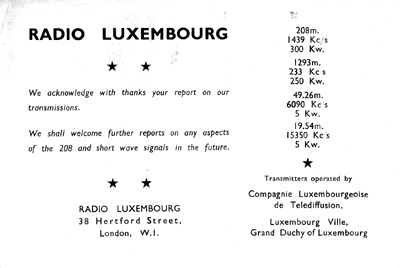 RADIO LUXEMBOURG
We acknowledge with thanks your report on our
transmissions.
We shall welcome further reports on any aspects
of the 208 and short wave signals in the future.
RADIO LUXEMBOURG
38 Hertford Street,
London, W.I.
208m.
1439 Kc/s
300 Kw.
1293m.
233 Kc s
250 Kw.
49.26m.
6090 Kc s
5 Kw.
19.54m.
15350 Kc's
5 Kw.
Transmitters operated by
Compagnie Luxembourgeoise
de Telediffusion,
Luxembourg Ville,
Grand Duchy of Luxembourg